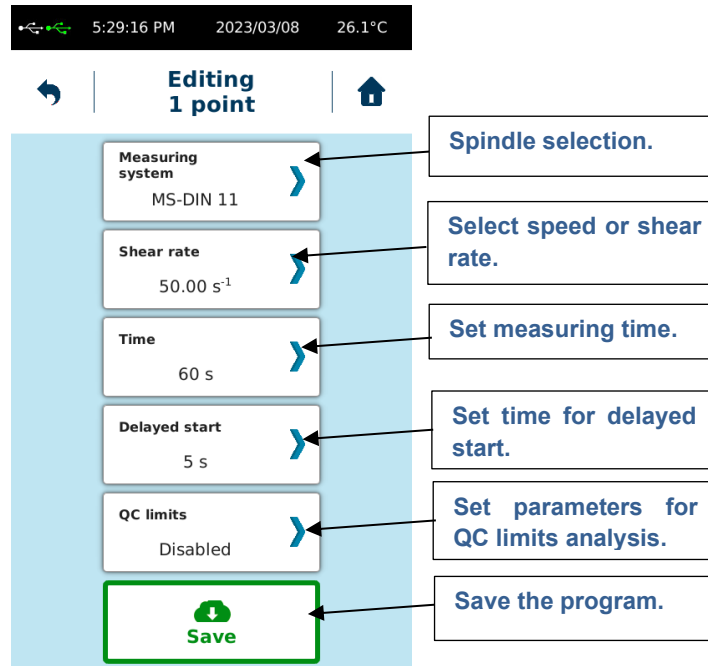 5:29:16 PM 2023/03/08 26.1°C
Editing
1 point
Measuring
system
MS-DIN 11
Spindle selection.
Shear rate
50.00 s⁻¹
Select speed or shear
rate.
Time
60 s
Set measuring time.
Delayed start
5 s
Set time for delayed
start.
QC limits
Disabled
Set parameters for
QC limits analysis.
Save
Save the program.